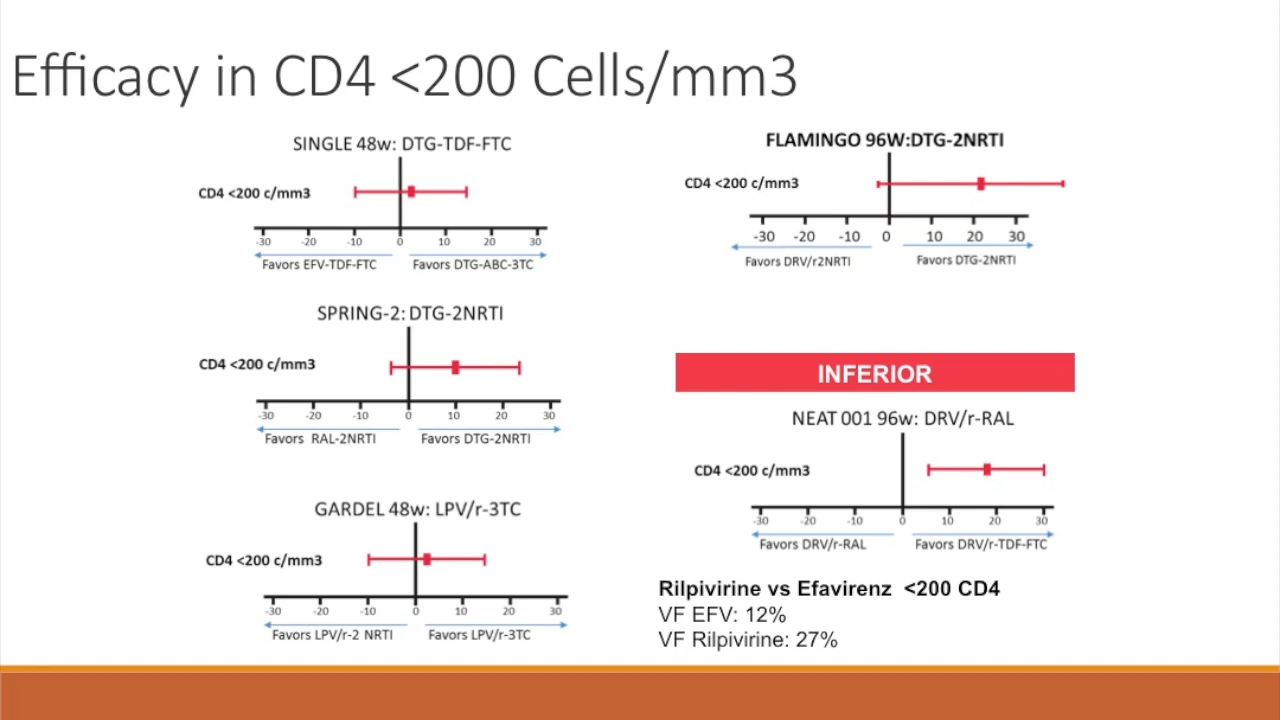 Efficacy in CD4 <200 Cells/mm3
SINGLE 48w: DTG-TDF-FTC
CD4 <200 c/mm3
-30 -20 -10 0 10 20 30
Favors EFV-TDF-FTC Favors DTG-ABC-3TC
SPRING-2: DTG-2NRTI
CD4 <200 c/mm3
-30 -20 -10 0 10 20 30
Favors RAL-2NRTI Favors DTG-2NRTI
GARDEL 48w: LPV/r-3TC
CD4 <200 c/mm3
-30 -20 -10 0 10 20 30
Favors LPV/r-2 NRTI Favors LPV/r-3TC
FLAMINGO 96W:DTG-2NRTI
CD4 <200 c/mm3
-30 -20 -10 0 10 20 30
Favors DRV/r2NRTI Favors DTG-2NRTI
INFERIOR
NEAT 001 96w: DRV/r-RAL
CD4 <200 c/mm3
-30 -20 -10 0 10 20 30
Favors DRV/r-RAL Favors DRV/r-TDF-FTC
Rilpivirine vs Efavirenz <200 CD4
VF EFV: 12%
VF Rilpivirine: 27%